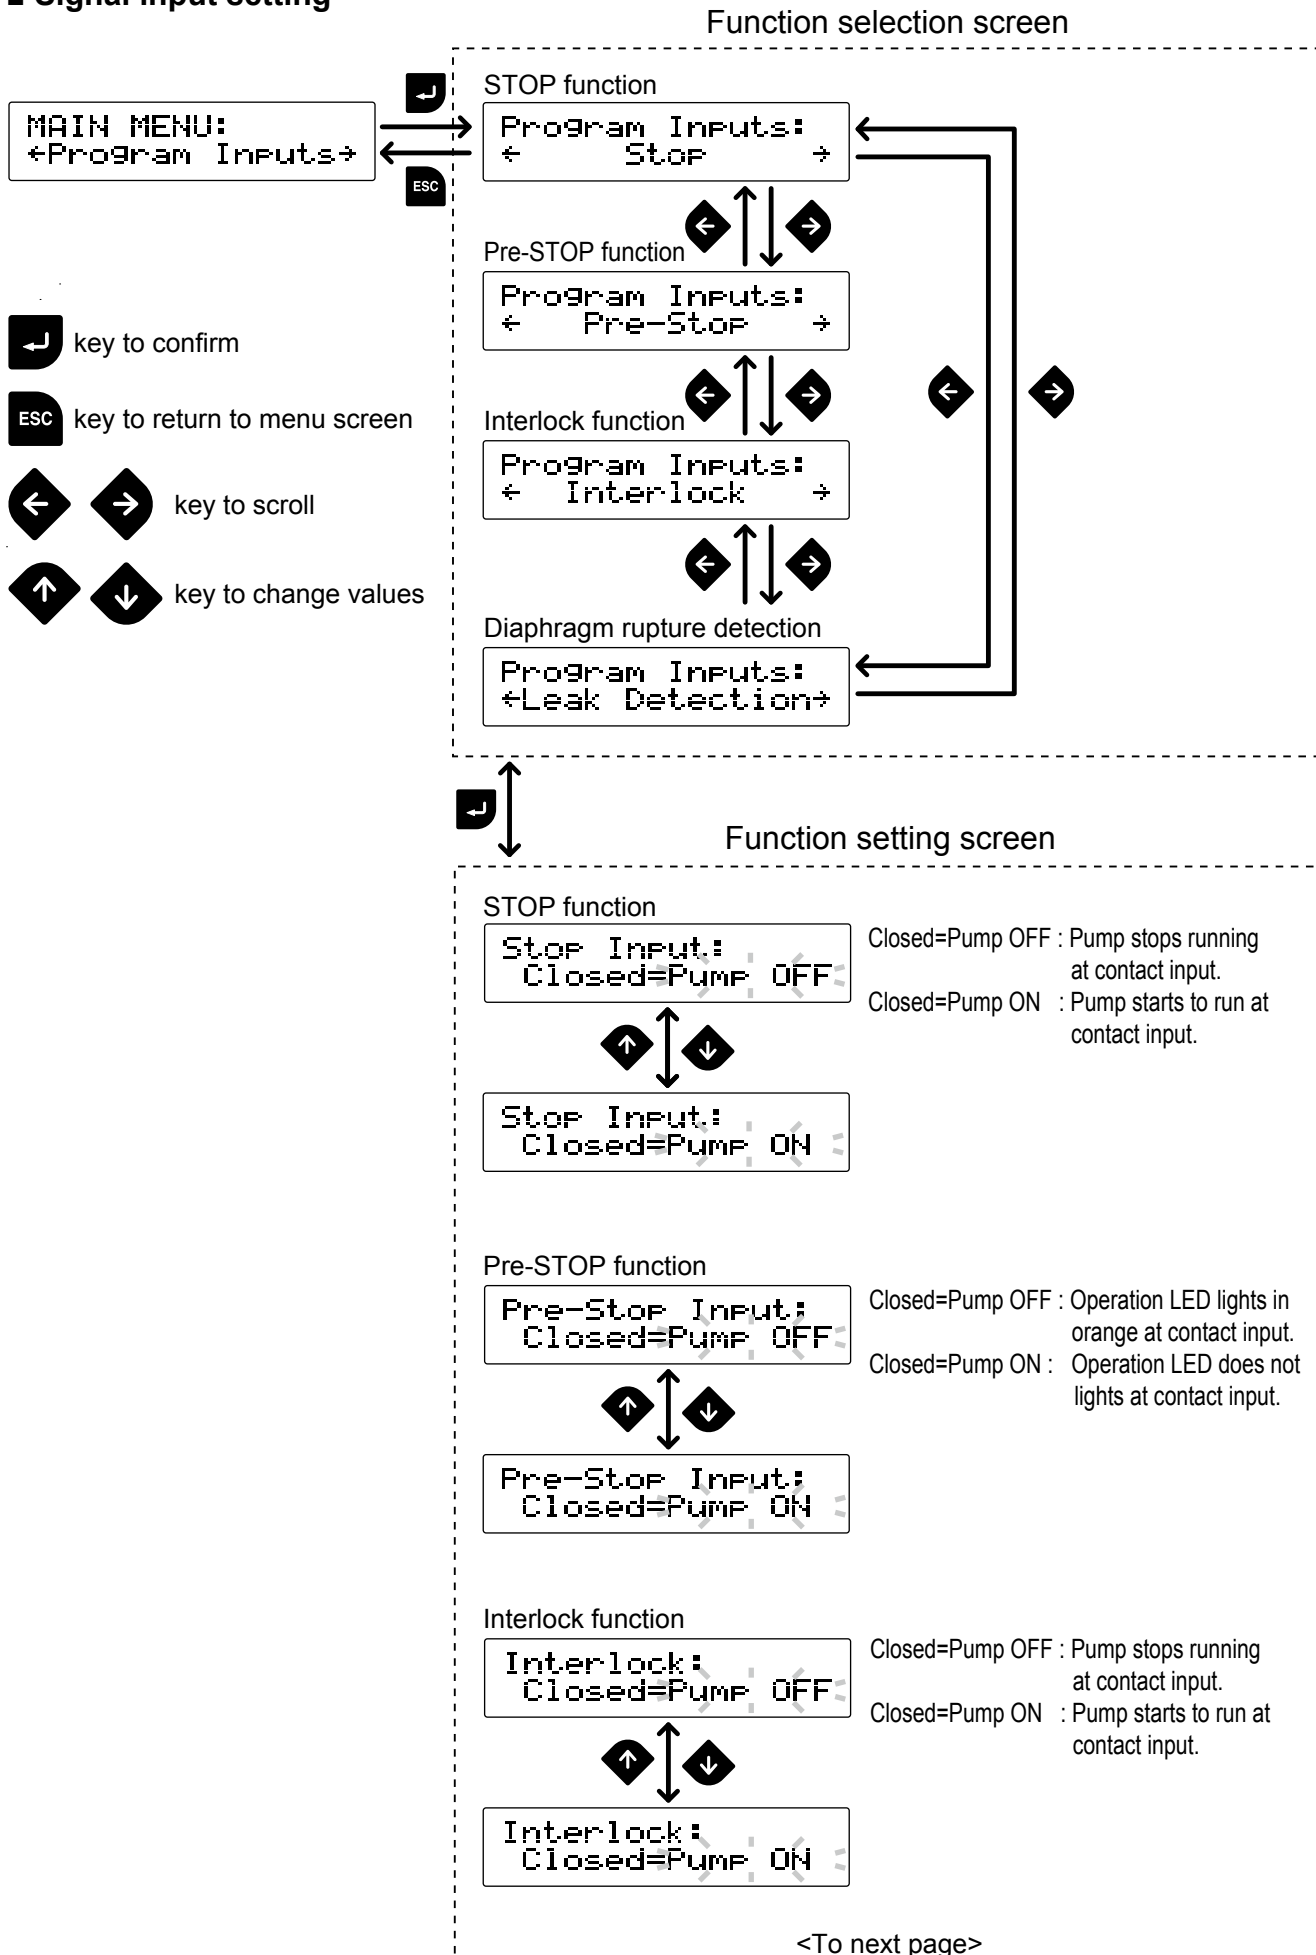 ■ Signal input setting
Function selection screen
STOP function
MAIN MENU:
←Program Inputs→
ESC
Program Inputs:
← Stop →
Pre-STOP function
Program Inputs:
← Pre-Stop →
key to confirm
ESC key to return to menu screen
key to scroll
key to change values
Interlock function
Program Inputs:
← Interlock →
Diaphragm rupture detection
Program Inputs:
←Leak Detection→
Function setting screen
STOP function
Stop Input:
Closed=Pump OFF
Closed=Pump OFF : Pump stops running
at contact input.
Closed=Pump ON : Pump starts to run at
contact input.
Stop Input:
Closed=Pump ON
Pre-STOP function
Pre-Stop Input:
Closed=Pump OFF
Closed=Pump OFF : Operation LED lights in
orange at contact input.
Closed=Pump ON : Operation LED does not
lights at contact input.
Pre-Stop Input:
Closed=Pump ON
Interlock function
Interlock:
Closed=Pump OFF
Closed=Pump OFF : Pump stops running
at contact input.
Closed=Pump ON : Pump starts to run at
contact input.
Interlock:
Closed=Pump ON
<To next page>